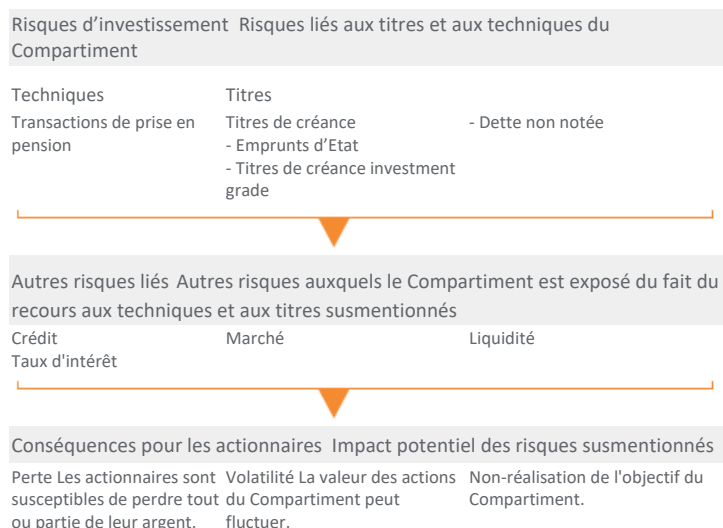 Risques d'investissement Risques liés aux titres et aux techniques du
Compartiment
Techniques
Transactions de prise en
pension
Titres
Titres de créance
- Emprunts d'Etat
- Titres de créance investment
grade
- Dette non notée
Autres risques liés Autres risques auxquels le Compartiment est exposé du fait du
recours aux techniques et aux titres susmentionnés
Crédit
Taux d'intérêt
Marché
Liquidité
Conséquences pour les actionnaires Impact potentiel des risques susmentionnés
Perte Les actionnaires sont
susceptibles de perdre tout
ou partie de leur argent.
Volatilité La valeur des actions
du Compartiment peut
fluctuer.
Non-réalisation de l'objectif du
Compartiment.